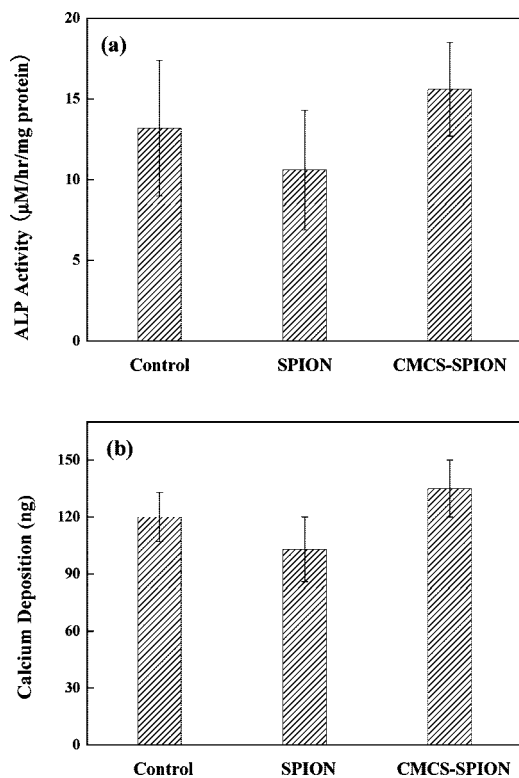 (a)
ALP Activity (μM/hr/mg protein)
20
15
10
5
0
Control SPION CMCS-SPION
(b)
Calcium Deposition (ng)
150
120
90
60
30
0
Control SPION CMCS-SPION